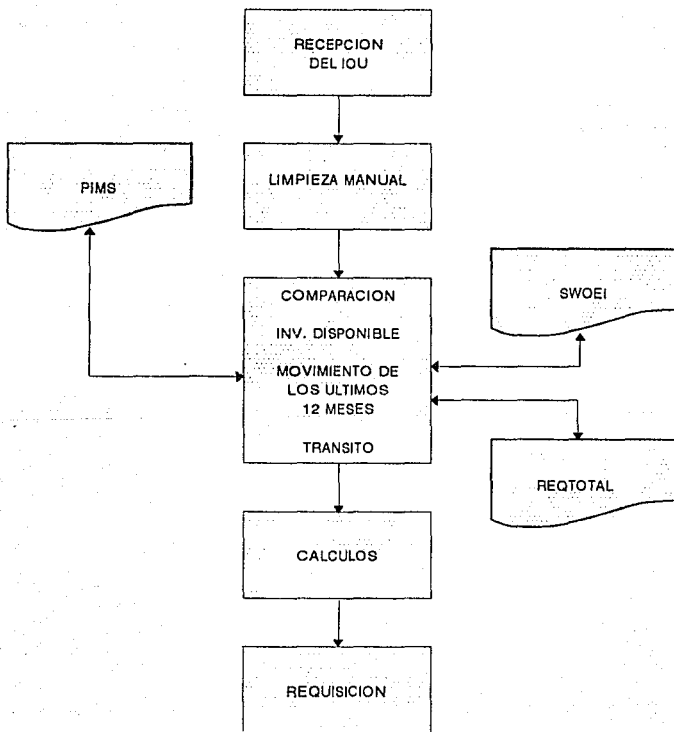 RECEPCION
DEL IOU
LIMPIEZA MANUAL
PIMS
COMPARACION
INV. DISPONIBLE
MOVIMIENTO DE
LOS ULTIMOS
12 MESES
TRANSITO
SWOEI
REQTOTAL
CALCULOS
REQUISICION